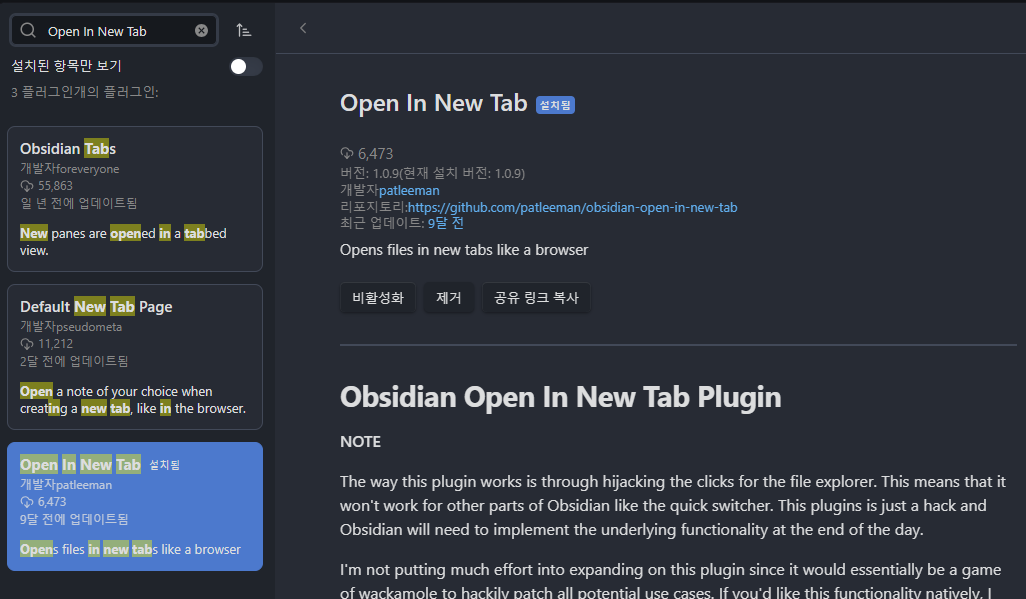 Open In New Tab
설치된 항목만 보기
3 플러그인개의 플러그인:
Obsidian Tabs
개발자foreveryone
55,863
일 년 전에 업데이트됨
New panes are opened in a tabbed
view.
Default New Tab Page
개발자pseudometa
11,212
2달 전에 업데이트됨
Open a note of your choice when
creating a new tab, like in the browser.
Open In New Tab 설치됨
개발자patleeman
6,473
9달 전에 업데이트됨
Opens files in new tabs like a browser
Open In New Tab 설치됨
6,473
버전: 1.0.9(현재 설치 버전: 1.0.9)
개발자patleeman
리포지토리:https://github.com/patleeman/obsidian-open-in-new-tab
최근 업데이트: 9달 전
Opens files in new tabs like a browser
비활성화 제거 공유 링크 복사
Obsidian Open In New Tab Plugin
NOTE
The way this plugin works is through hijacking the clicks for the file explorer. This means that it
won't work for other parts of Obsidian like the quick switcher. This plugins is just a hack and
Obsidian will need to implement the underlying functionality at the end of the day.
I'm not putting much effort into expanding on this plugin since it would essentially be a game
of wackamole to hackily patch all potential use cases. If you'd like this functionality natively, I